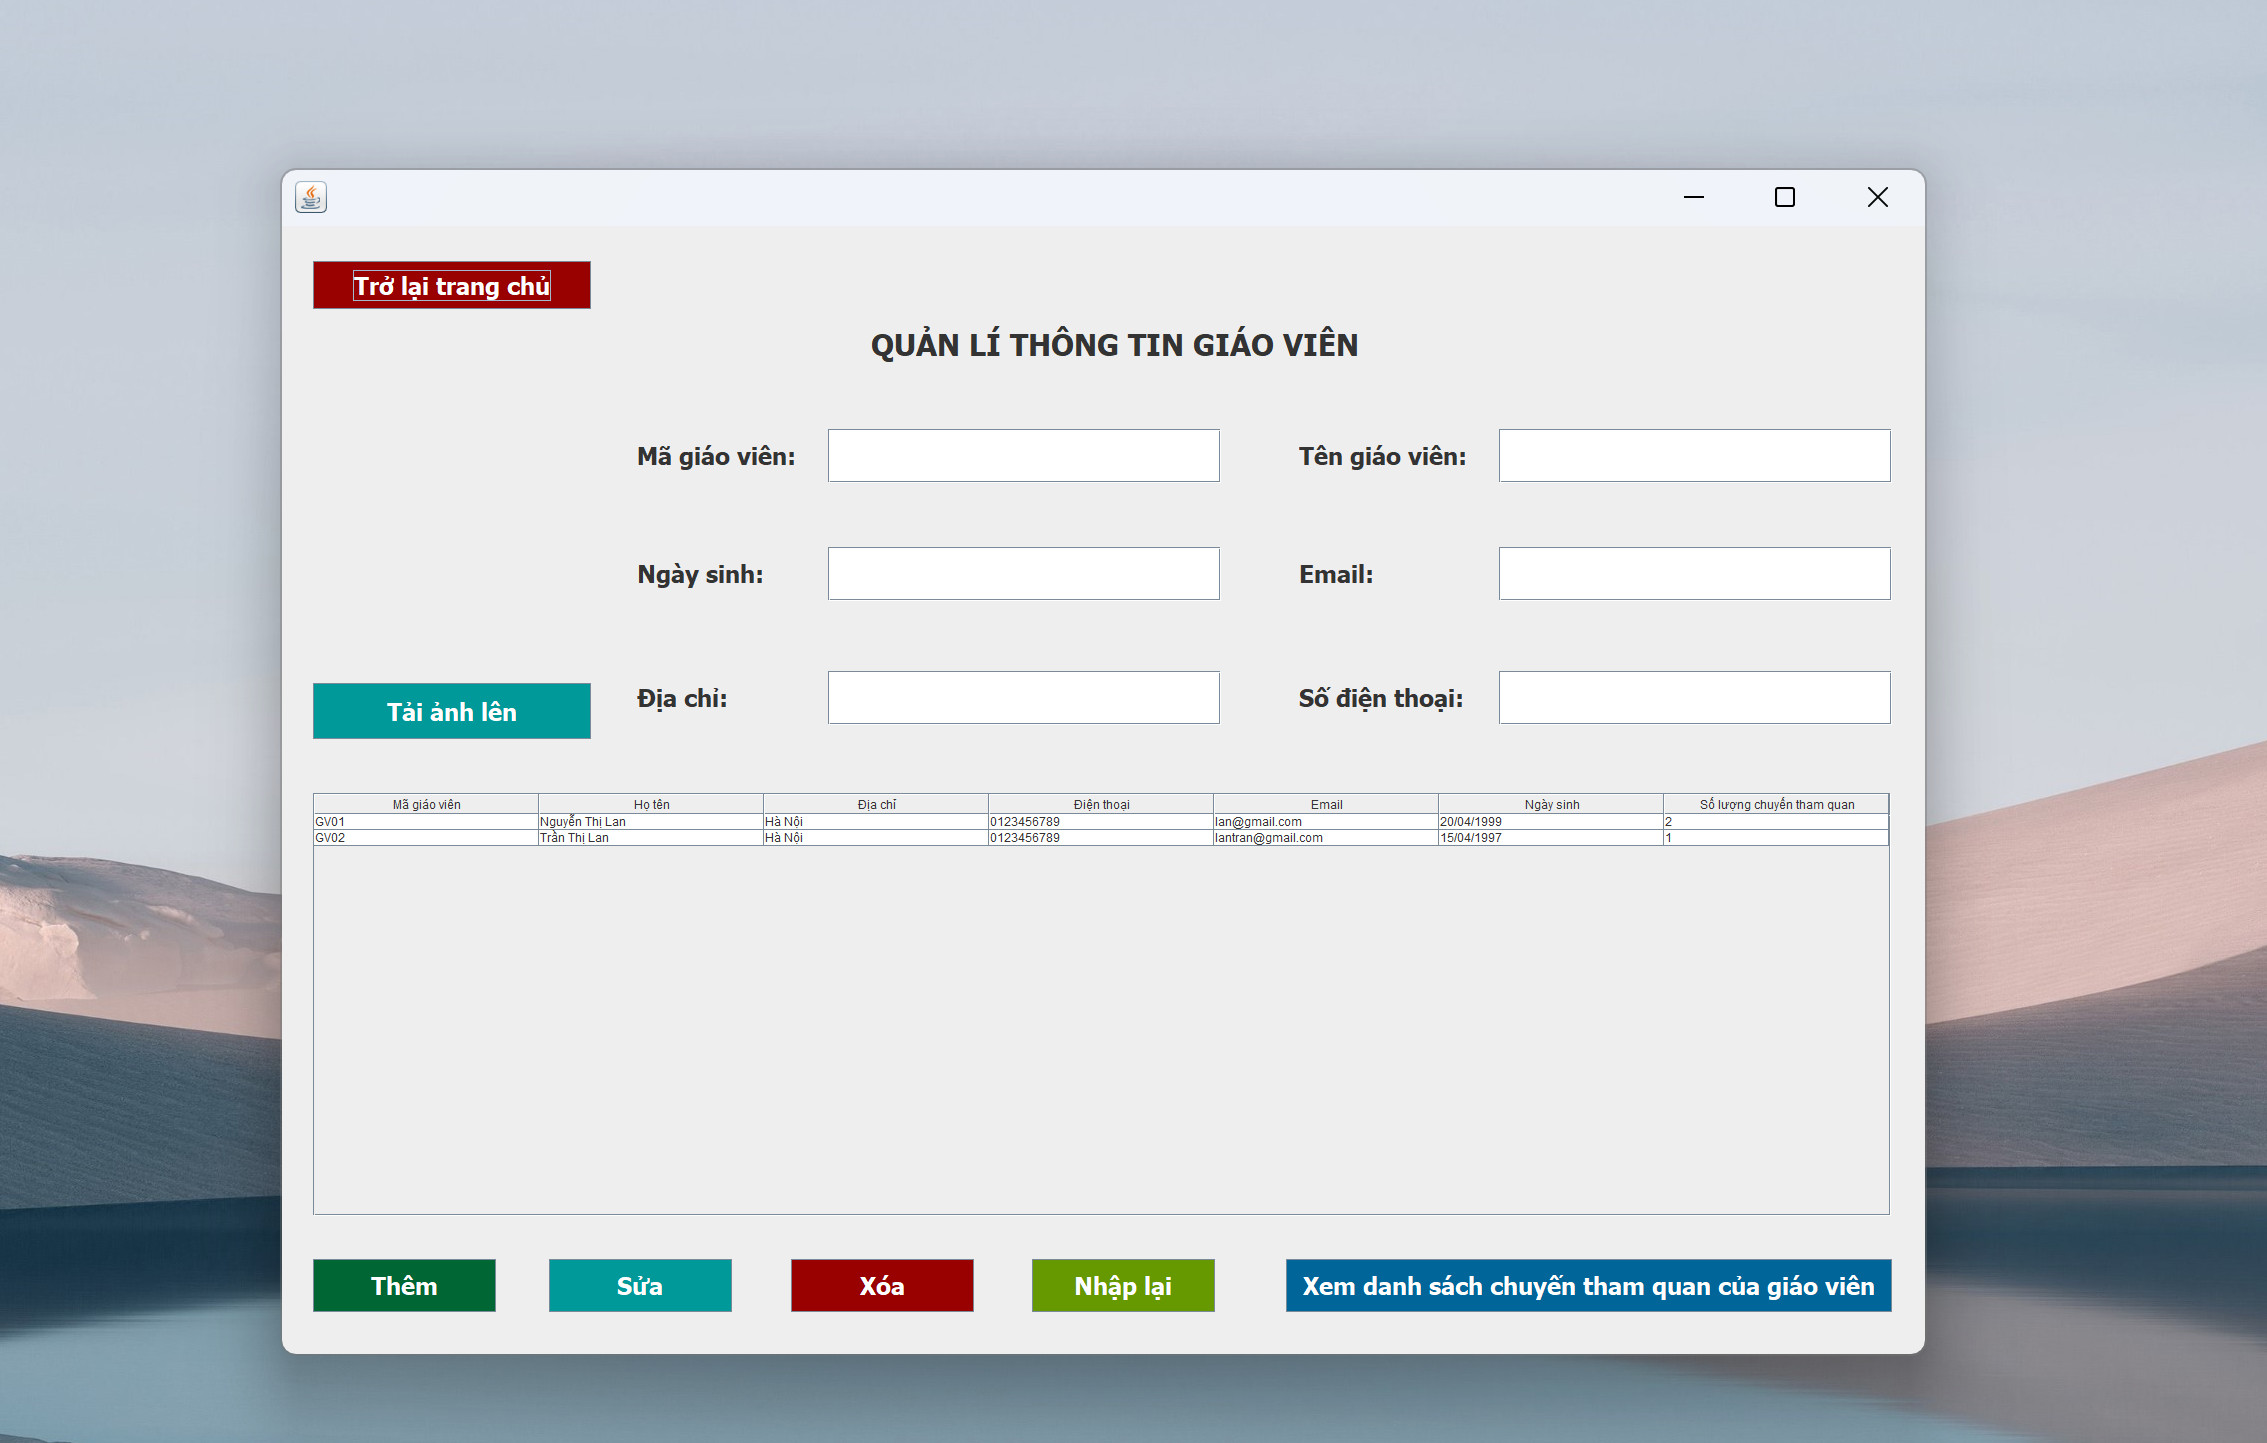 Trở lại trang chủ
QUẢN LÍ THÔNG TIN GIÁO VIÊN
Mã giáo viên: Tên giáo viên:
Ngày sinh: Email:
Địa chỉ: Số điện thoại:
Tải ảnh lên
Mã giáo viên Họ tên Địa chỉ Điện thoại Email Ngày sinh Số lượng chuyến tham quan
GV01 Nguyễn Thị Lan Hà Nội 0123456789 lan@gmail.com 20/04/1999 2
GV02 Trần Thị Lan Hà Nội 0123456789 lantran@gmail.com 15/04/1997 1
Thêm Sửa Xóa Nhập lại Xem danh sách chuyến tham quan của giáo viên